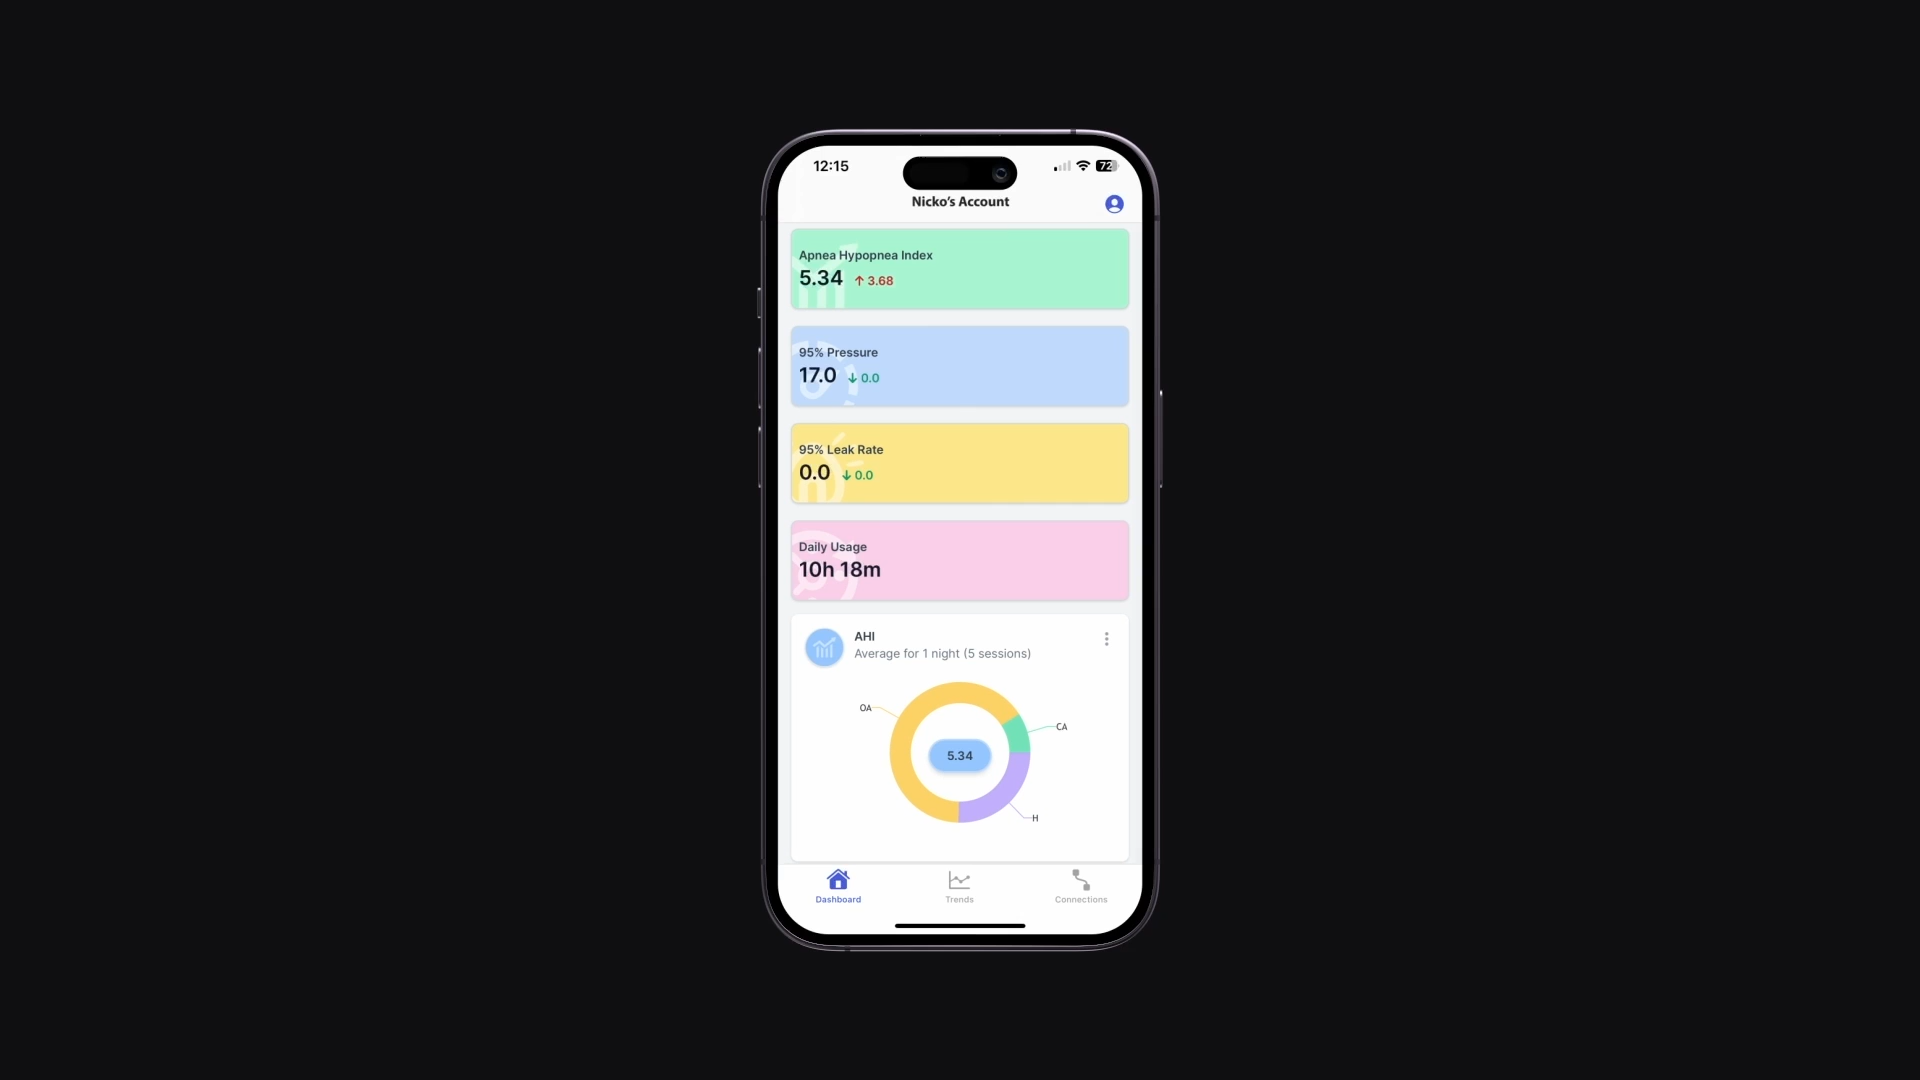 12:15
72
Nicko's Account
Apnea Hypopnea Index
5.34 ↑ 3.68
95% Pressure
17.0 ↓ 0.0
95% Leak Rate
0.0 ↓ 0.0
Daily Usage
10h 18m
AHI
Average for 1 night (5 sessions)
OA
CA
5.34
H
Dashboard
Trends
Connections